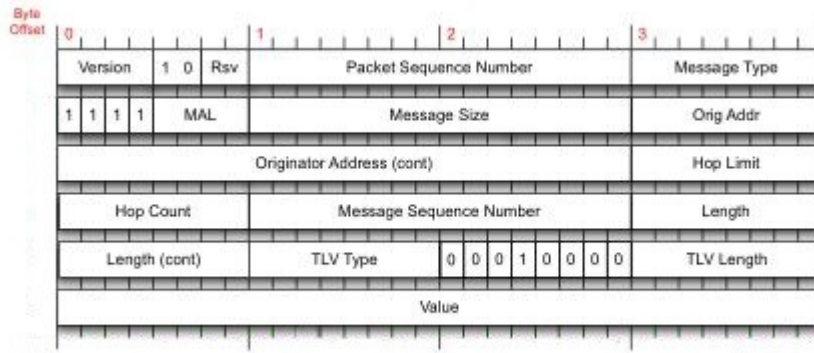 Byte
Offset 0 1 2 3
Version 1 0 Rsv Packet Sequence Number Message Type
1 1 1 1 MAL Message Size Orig Addr
Originator Address (cont) Hop Limit
Hop Count Message Sequence Number Length
Length (cont) TLV Type 0 0 0 1 0 0 0 0 TLV Length
Value